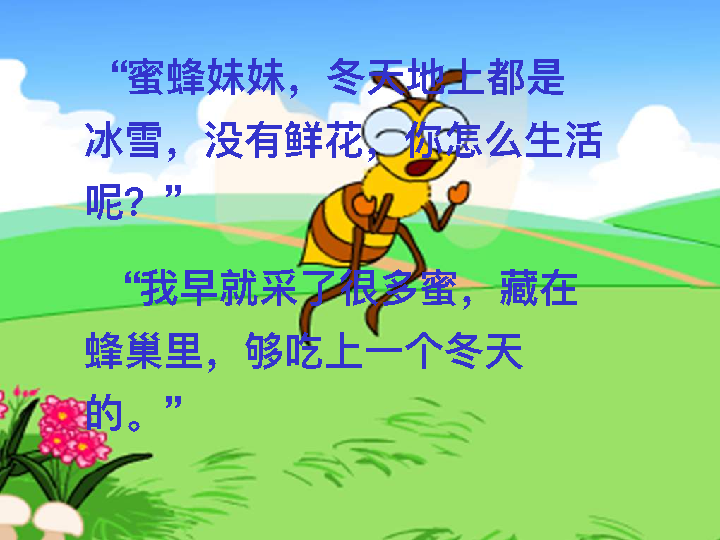 “蜜蜂妹妹，冬天地上都是
冰雪，没有鲜花，你怎么生活
呢？”
“我早就采了很多蜜，藏在
蜂巢里，够吃上一个冬天
的。”